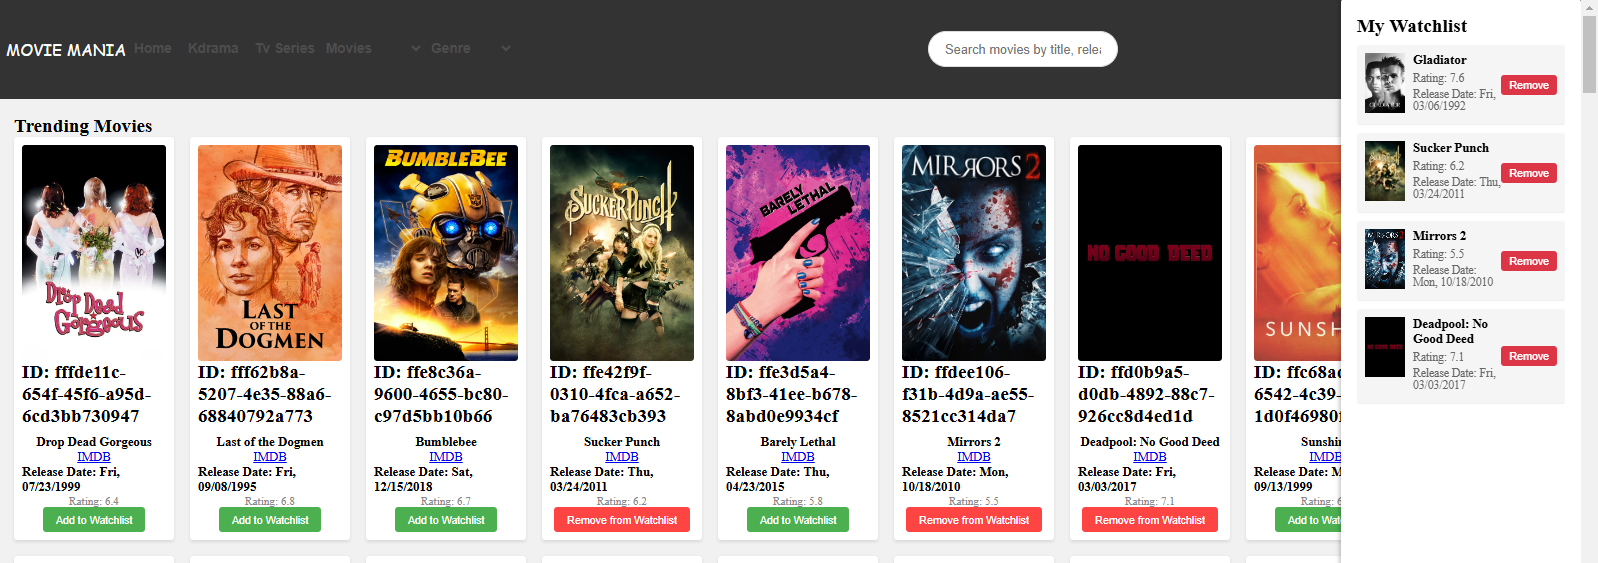 MOVIE MANIA Home Kdrama Tv Series Movies Genre
Search movies by title, relea
Trending Movies
Drop Dead Gorgeous
ID: fffde11c-
654f-45f6-a95d-
6cd3bb730947
Drop Dead Gorgeous
IMDB
Release Date: Fri,
07/23/1999
Rating: 6.4
Add to Watchlist
LAST
OF THE
DOGMEN
ID: fff62b8a-
5207-4e35-88a6-
68840792a773
Last of the Dogmen
IMDB
Release Date: Fri,
09/08/1995
Rating: 6.8
Add to Watchlist
BUMBLEBEE
ID: ffe8c36a-
9600-4655-bc80-
c97d5bb10b66
Bumblebee
IMDB
Release Date: Sat,
12/15/2018
Rating: 6.7
Add to Watchlist
SUCKER PUNCH
ID: ffe42f9f-
0310-4fca-a652-
ba76483cb393
Sucker Punch
IMDB
Release Date: Thu,
03/24/2011
Rating: 6.2
Remove from Watchlist
BARELY
LETHAL
ID: ffe3d5a4-
8bf3-41ee-b678-
8abd0e9934cf
Barely Lethal
IMDB
Release Date: Thu,
04/23/2015
Rating: 5.8
Add to Watchlist
MIRRORS 2
ID: ffdee106-
f31b-4d9a-ae55-
8521cc314da7
Mirrors 2
IMDB
Release Date: Mon,
10/18/2010
Rating: 5.5
Remove from Watchlist
NO GOOD DEED
ID: ffd0b9a5-
d0db-4892-88c7-
926cc8d4ed1d
Deadpool: No Good Deed
IMDB
Release Date: Fri,
03/03/2017
Rating: 7.1
Remove from Watchlist
SUNSH
ID: ffc68ad
6542-4c39-
1d0f46980f
Sunshin
IMDB
Release Date: M
09/13/1999
Rating: 6
Add to Wat
My Watchlist
Gladiator
Rating: 7.6
Release Date: Fri,
03/06/1992
Remove
Sucker Punch
Rating: 6.2
Release Date: Thu,
03/24/2011
Remove
Mirrors 2
Rating: 5.5
Release Date:
Mon, 10/18/2010
Remove
Deadpool: No
Good Deed
Rating: 7.1
Release Date: Fri,
03/03/2017
Remove